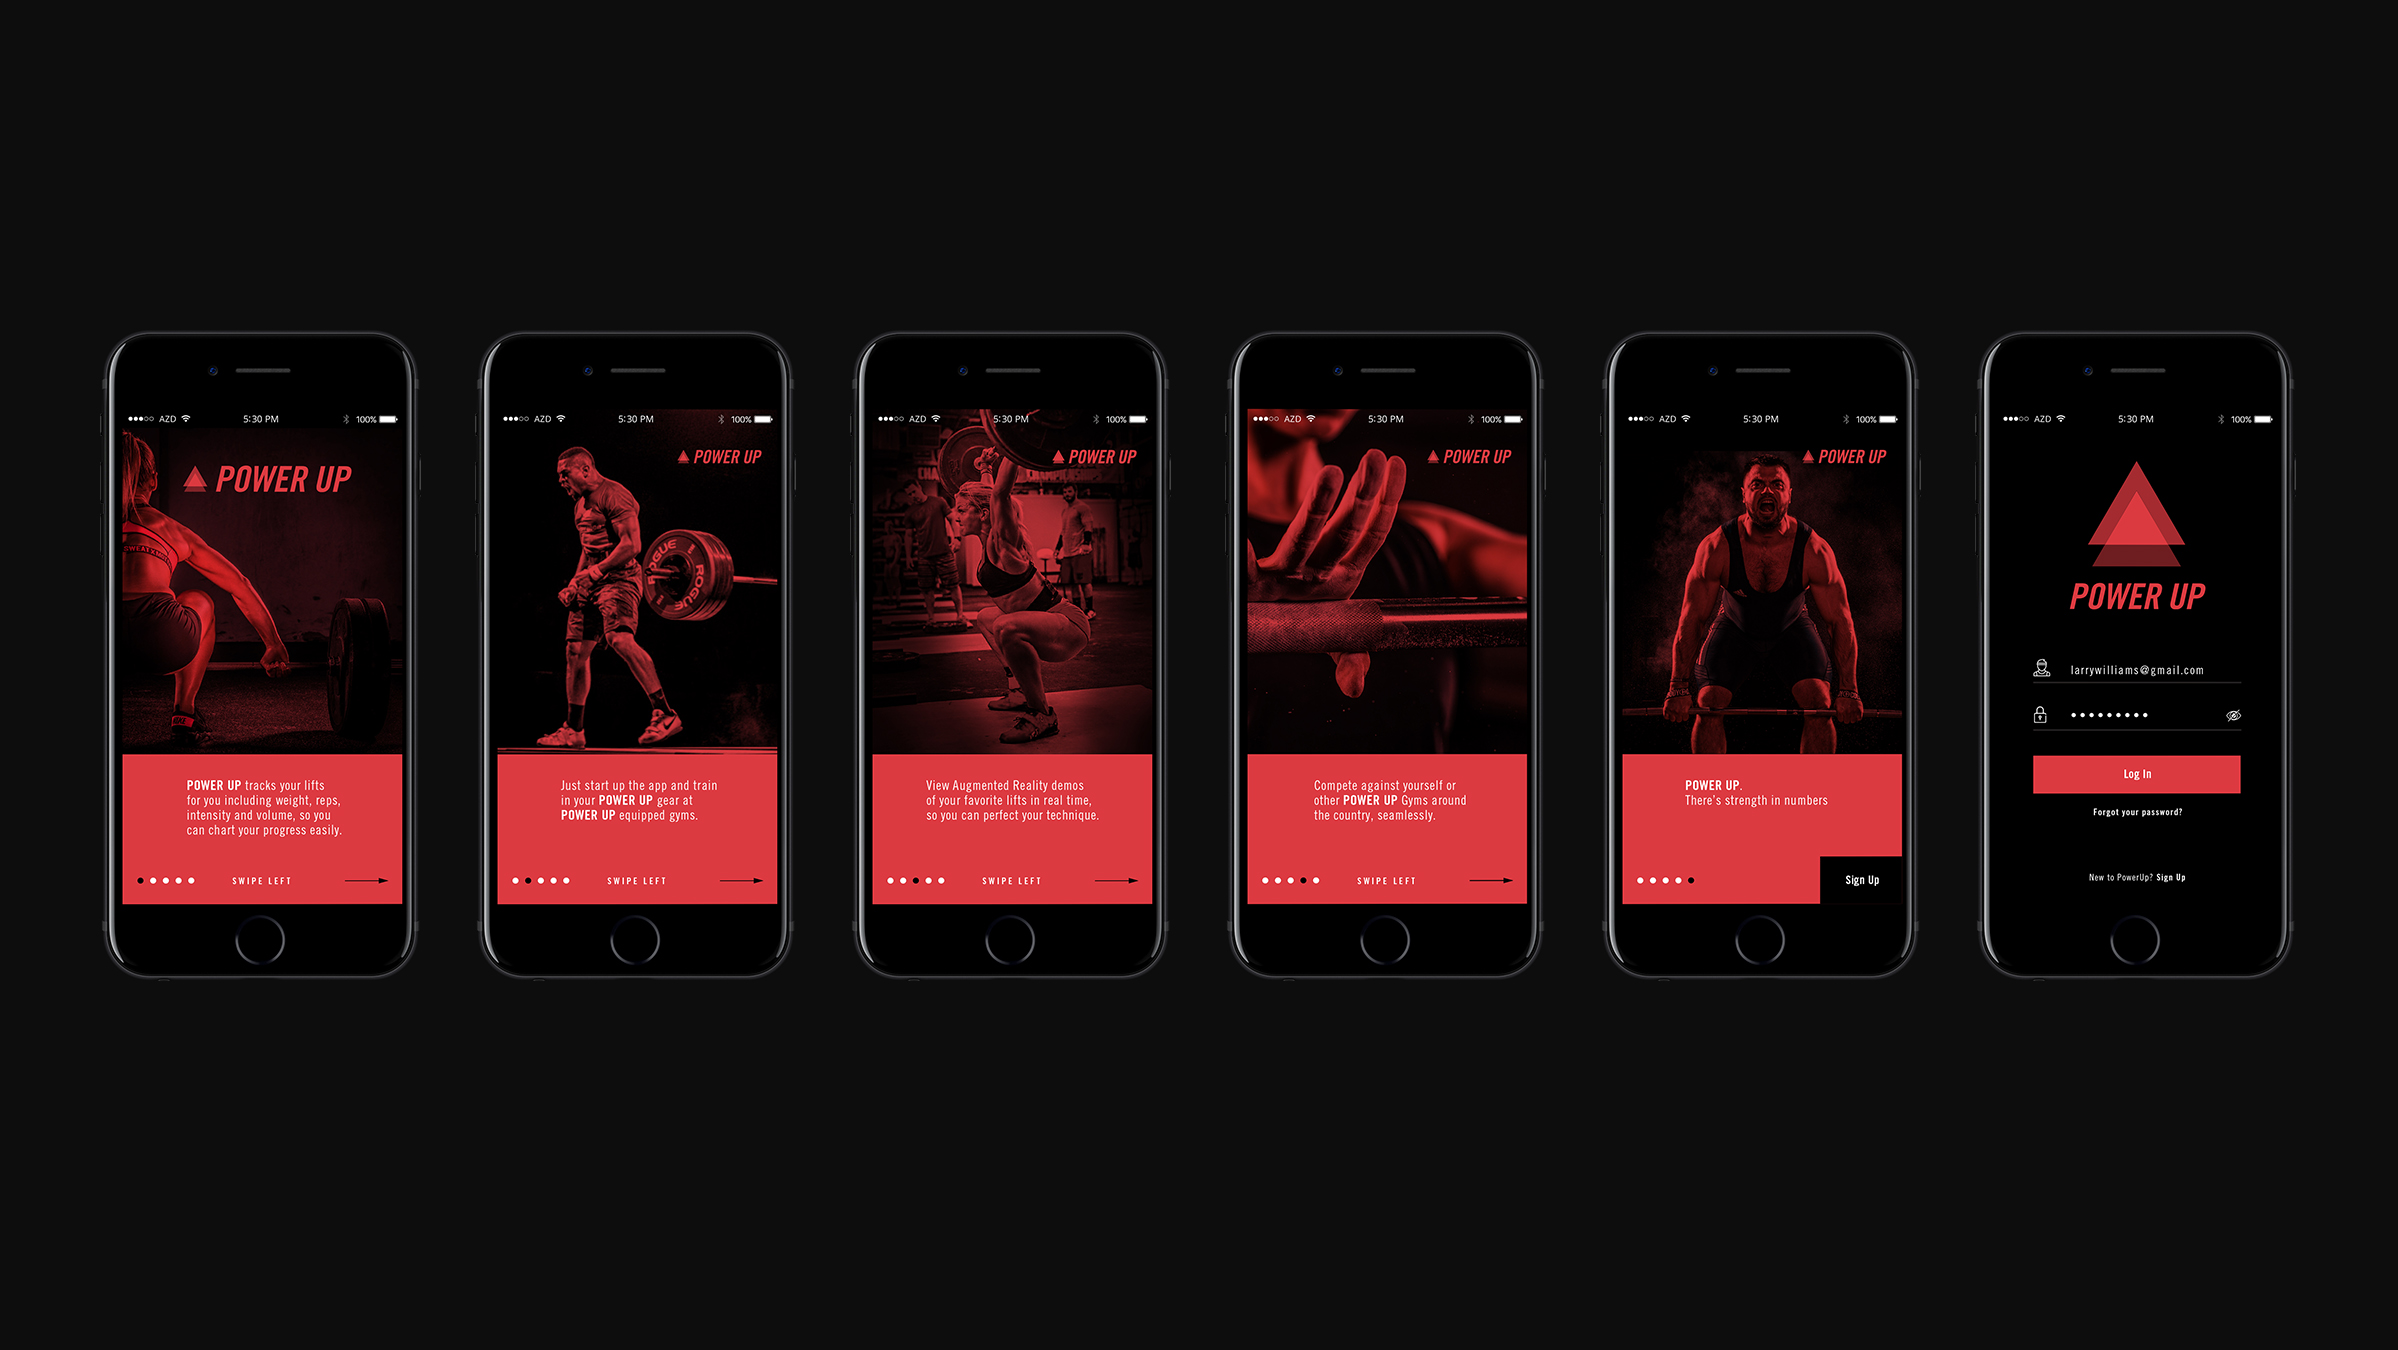 AZD 5:30 PM 100%
POWER UP
SWEAT
POWER UP tracks your lifts
for you including weight, reps,
intensity and volume, so you
can chart your progress easily.
SWIPE LEFT
AZD 5:30 PM 100%
POWER UP
ROGUE
ROGUE
Just start up the app and train
in your POWER UP gear at
POWER UP equipped gyms.
SWIPE LEFT
AZD 5:30 PM 100%
POWER UP
View Augmented Reality demos
of your favorite lifts in real time,
so you can perfect your technique.
SWIPE LEFT
AZD 5:30 PM 100%
POWER UP
Compete against yourself or
other POWER UP Gyms around
the country, seamlessly.
SWIPE LEFT
AZD 5:30 PM 100%
POWER UP
POWER UP.
There's strength in numbers
Sign Up
AZD 5:30 PM 100%
POWER UP
larrywilliams@gmail.com
Log In
Forgot your password?
New to PowerUp? Sign Up